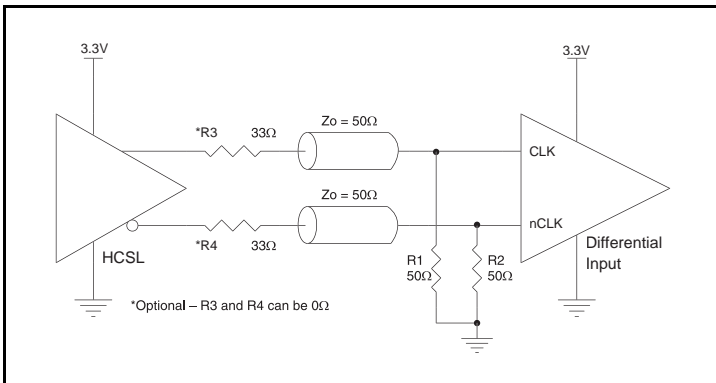 3.3V
3.3V
*R3
33Ω
Zo = 50Ω
CLK
Zo = 50Ω
nCLK
*R4
33Ω
HCSL
R1
50Ω
R2
50Ω
Differential
Input
*Optional – R3 and R4 can be 0Ω